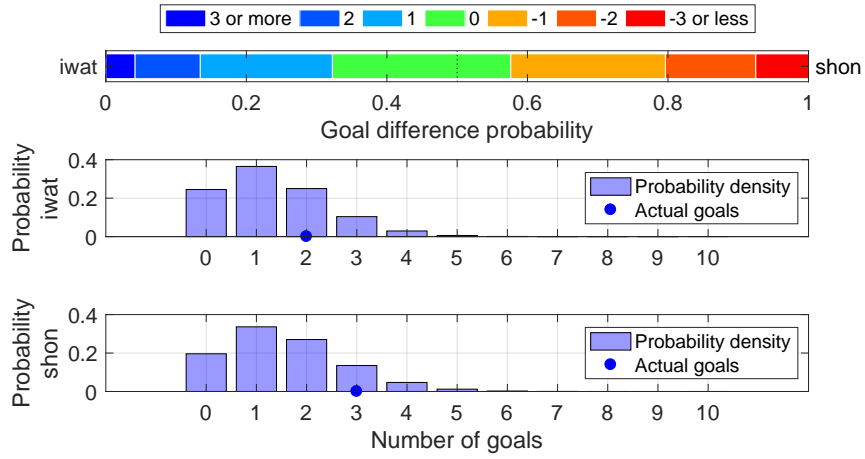 3 or more 2 1 0 -1 -2 -3 or less
iwat shon
0 0.2 0.4 0.6 0.8 1
Goal difference probability
Probability
iwat
0.4
0.2
0
Probability density
Actual goals
0 1 2 3 4 5 6 7 8 9 10
Probability
shon
0.4
0.2
0
Probability density
Actual goals
0 1 2 3 4 5 6 7 8 9 10
Number of goals